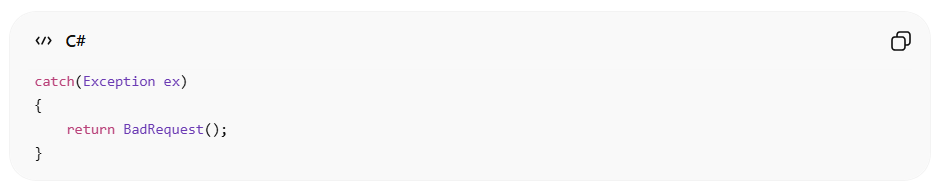 </> C#
catch(Exception ex)
{
    return BadRequest();
}